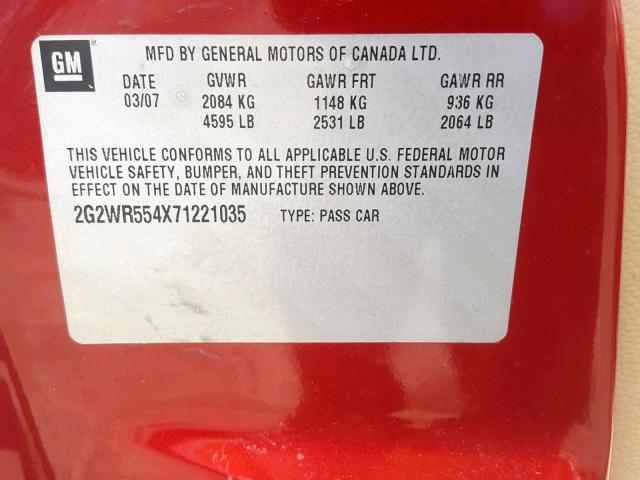 GM
MFD BY GENERAL MOTORS OF CANADA LTD.
DATE GVWR GAWR FRT GAWR RR
03/07 2084 KG 1148 KG 936 KG
4595 LB 2531 LB 2064 LB
THIS VEHICLE CONFORMS TO ALL APPLICABLE U.S. FEDERAL MOTOR
VEHICLE SAFETY, BUMPER, AND THEFT PREVENTION STANDARDS IN
EFFECT ON THE DATE OF MANUFACTURE SHOWN ABOVE.
2G2WR554X71221035 TYPE: PASS CAR